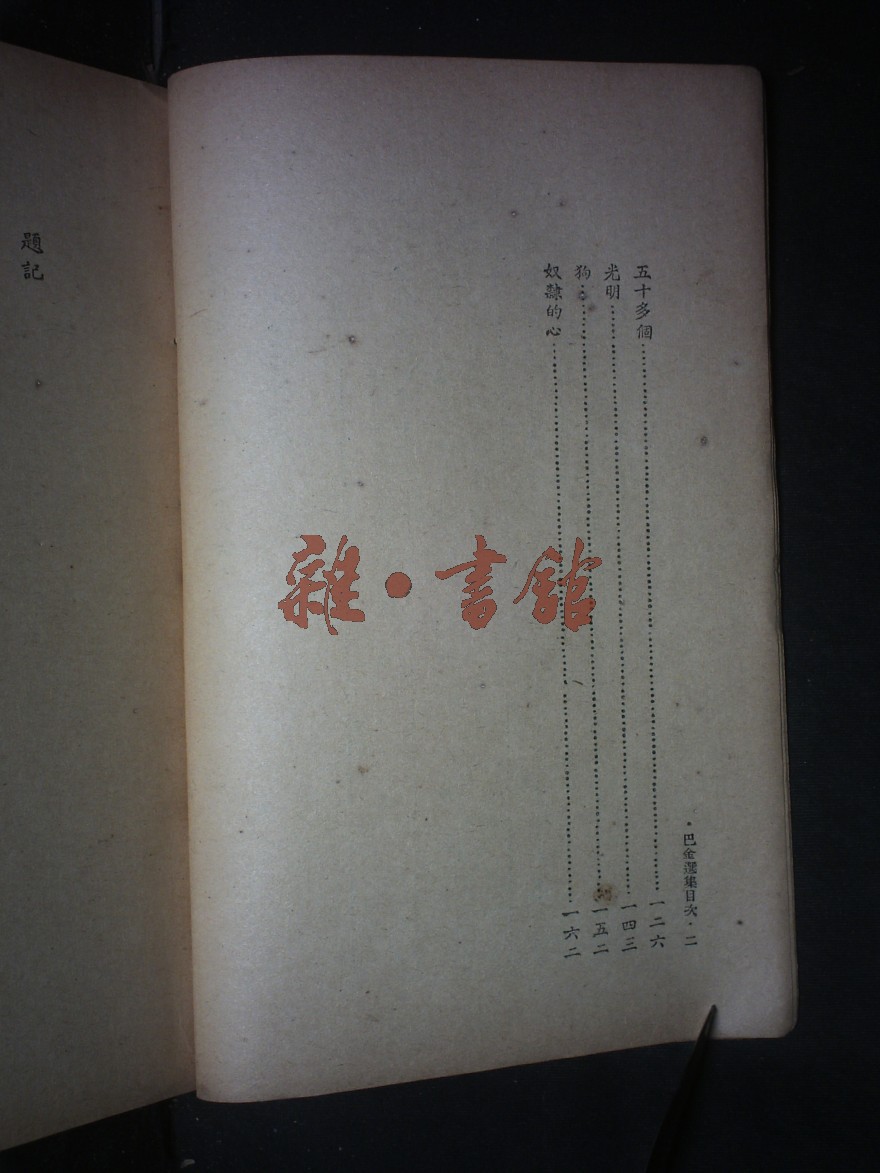 五十多個……一二六
光明……一四三
狗……一五二
奴隸的心……一六二
·巴金選集目次·二
題記
雜·書館